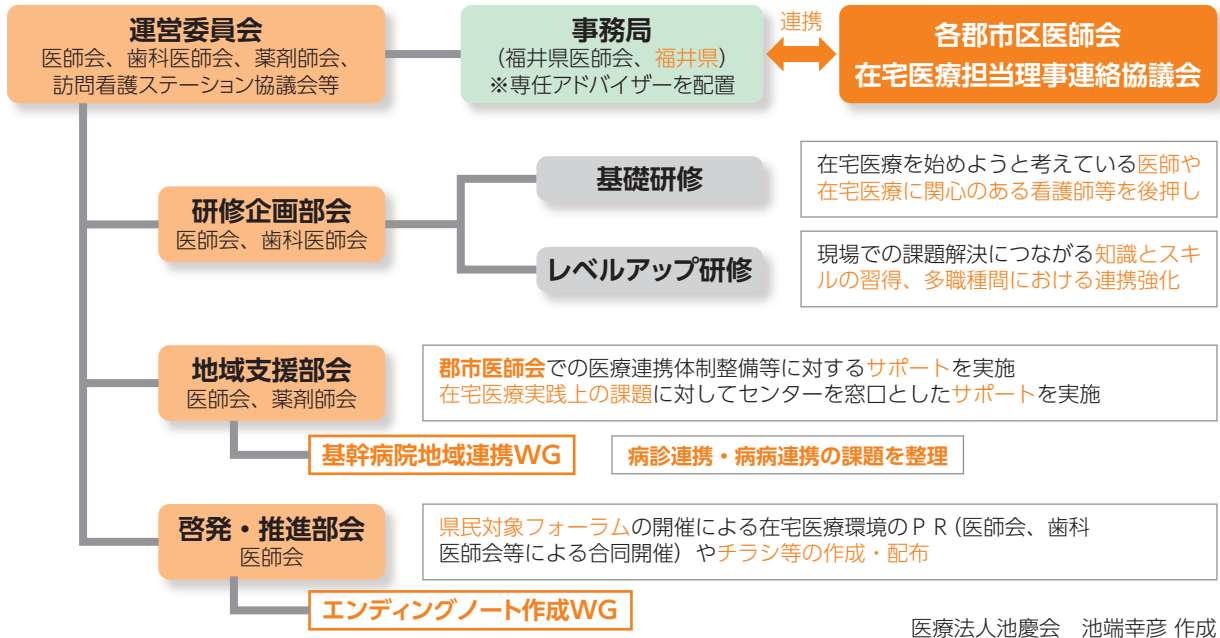 運営委員会
医師会、歯科医師会、薬剤師会、
訪問看護ステーション協議会等
事務局
(福井県医師会、福井県)
※専任アドバイザーを配置
連携
各郡市区医師会
在宅医療担当理事連絡協議会
研修企画部会
医師会、歯科医師会
基礎研修
在宅医療を始めようと考えている医師や
在宅医療に関心のある看護師等を後押し
レベルアップ研修
現場での課題解決につながる知識とスキ
ルの習得、多職種間における連携強化
地域支援部会
医師会、薬剤師会
郡市医師会での医療連携体制整備等に対するサポートを実施
在宅医療実践上の課題に対してセンターを窓口としたサポートを実施
基幹病院地域連携WG
病診連携・病病連携の課題を整理
啓発・推進部会
医師会
県民対象フォーラムの開催による在宅医療環境のPR(医師会、歯科
医師会等による合同開催)やチラシ等の作成・配布
エンディングノート作成WG
医療法人池慶会 池端幸彦 作成